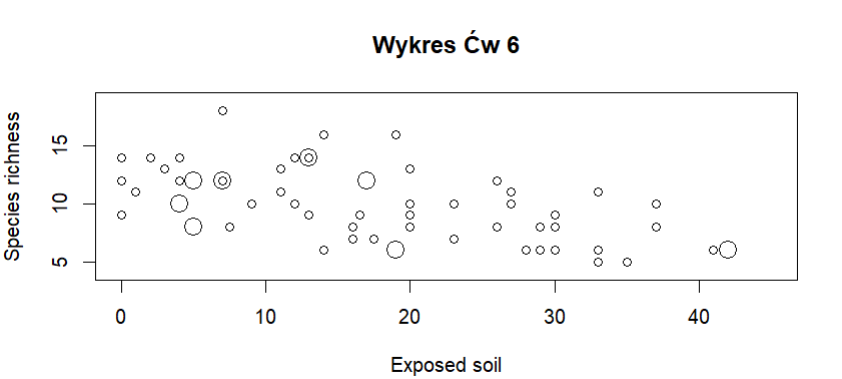 Wykres Ćw 6
Species richness
15
10
5
0 10 20 30 40
Exposed soil